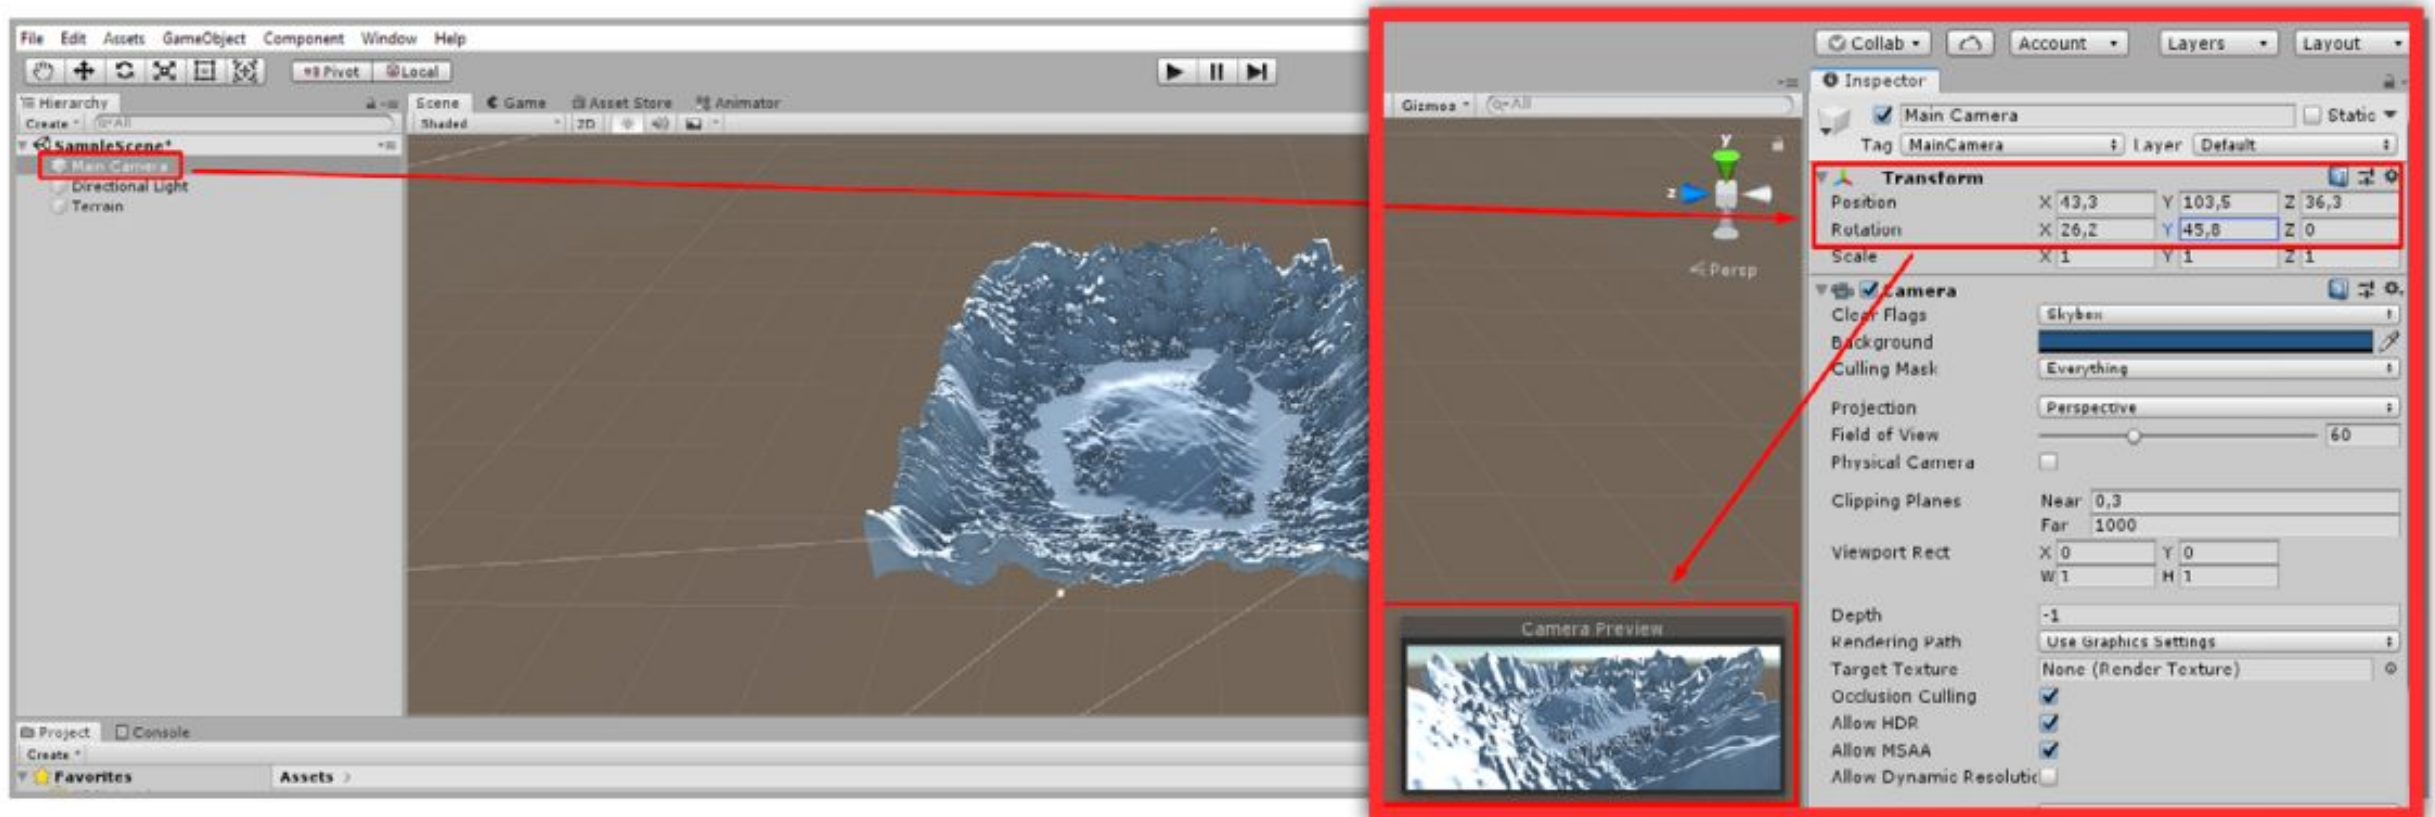 File Edit Assets GameObject Component Window Help
Pivot Local
Hierarchy
Create
SampleScene*
Main Camera
Directional Light
Terrain
Scene Game Asset Store Animator
Shaded 2D
Gizmos All
y
z
Persp
Camera Preview
Project Console
Create
Favorites Assets
Collab Account Layers Layout
Inspector
Main Camera Static
Tag MainCamera Layer Default
Transform
Position X 43,3 Y 103,5 Z 36,3
Rotation X 26,2 Y 45,8 Z 0
Scale X 1 Y 1 Z 1
Camera
Clear Flags Skybox
Background
Culling Mask Everything
Projection Perspective
Field of View 60
Physical Camera
Clipping Planes Near 0,3
Far 1000
Viewport Rect X 0 Y 0
W 1 H 1
Depth -1
Rendering Path Use Graphics Settings
Target Texture None (Render Texture)
Occlusion Culling
Allow HDR
Allow MSAA
Allow Dynamic Resolutic